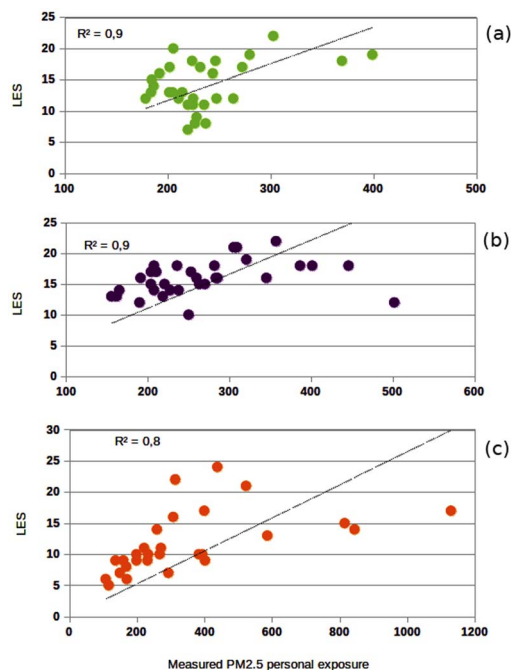 (a)
R² = 0,9
25
20
15
10
5
0
LES
100 200 300 400 500
(b)
R² = 0,9
25
20
15
10
5
0
LES
100 200 300 400 500 600
(c)
R² = 0,8
30
25
20
15
10
5
0
LES
0 200 400 600 800 1000 1200
Measured PM2.5 personal exposure